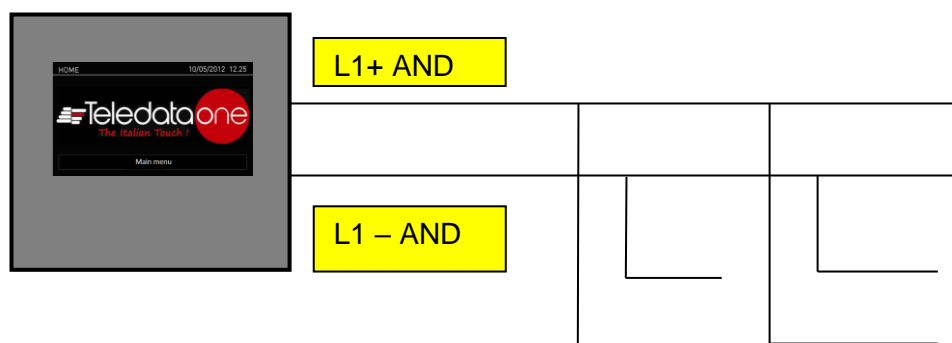 HOME 10/05/2012 12.25
Teledata one
The Italian Touch !
Main menu
L1+ AND
L1 – AND